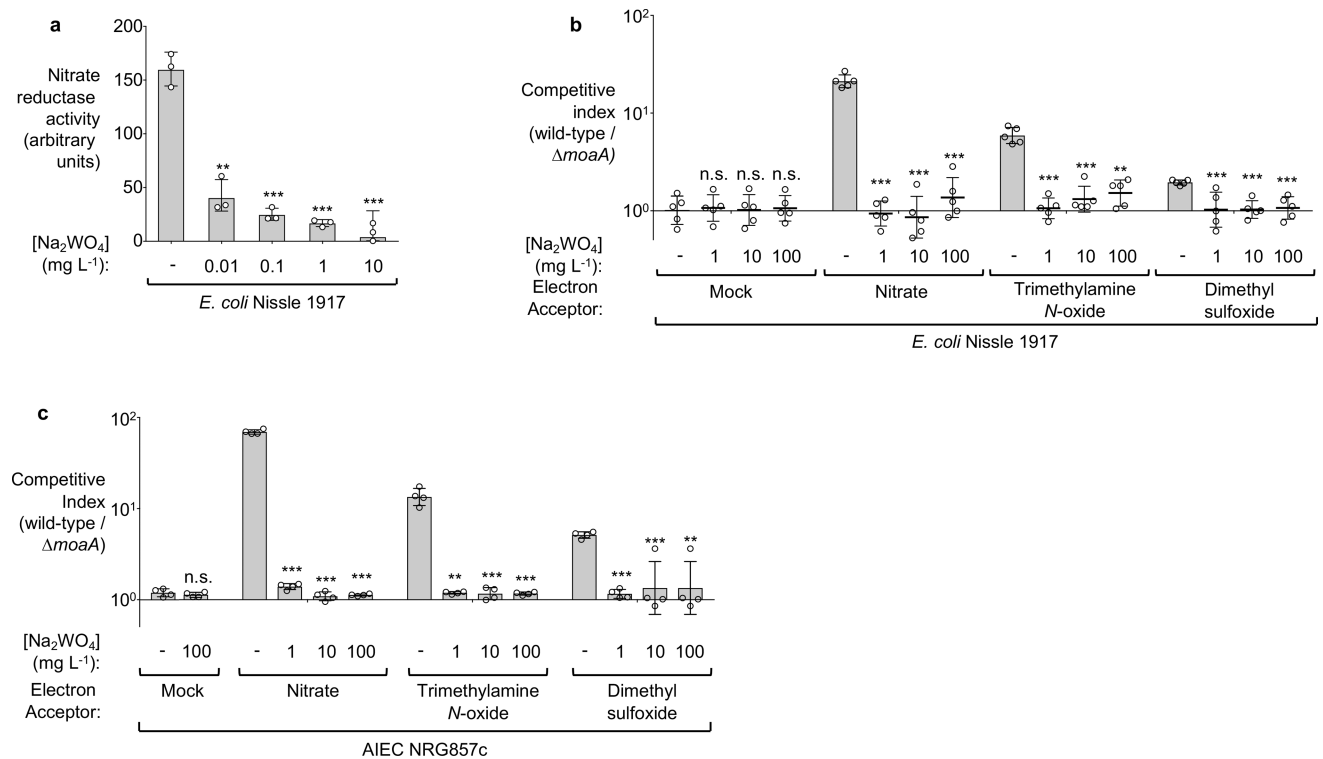 a
200
150
100
50
0
Nitrate
reductase
activity
(arbitrary
units)
** *** *** ***
[Na₂WO₄]
(mg L⁻¹):
- 0.01 0.1 1 10
E. coli Nissle 1917
b
10²
10¹
10⁰
Competitive
index
(wild-type /
ΔmoaA)
n.s. n.s. n.s. *** *** *** *** *** ** *** *** ***
[Na₂WO₄]
(mg L⁻¹):
- 1 10 100 - 1 10 100 - 1 10 100 - 1 10 100
Electron
Acceptor:
Mock
Nitrate
Trimethylamine
N-oxide
Dimethyl
sulfoxide
E. coli Nissle 1917
c
10²
10¹
10⁰
Competitive
Index
(wild-type /
ΔmoaA)
n.s. *** *** *** ** *** *** *** *** **
[Na₂WO₄]
(mg L⁻¹):
- 100 - 1 10 100 - 1 10 100 - 1 10 100
Electron
Acceptor:
Mock
Nitrate
Trimethylamine
N-oxide
Dimethyl
sulfoxide
AIEC NRG857c